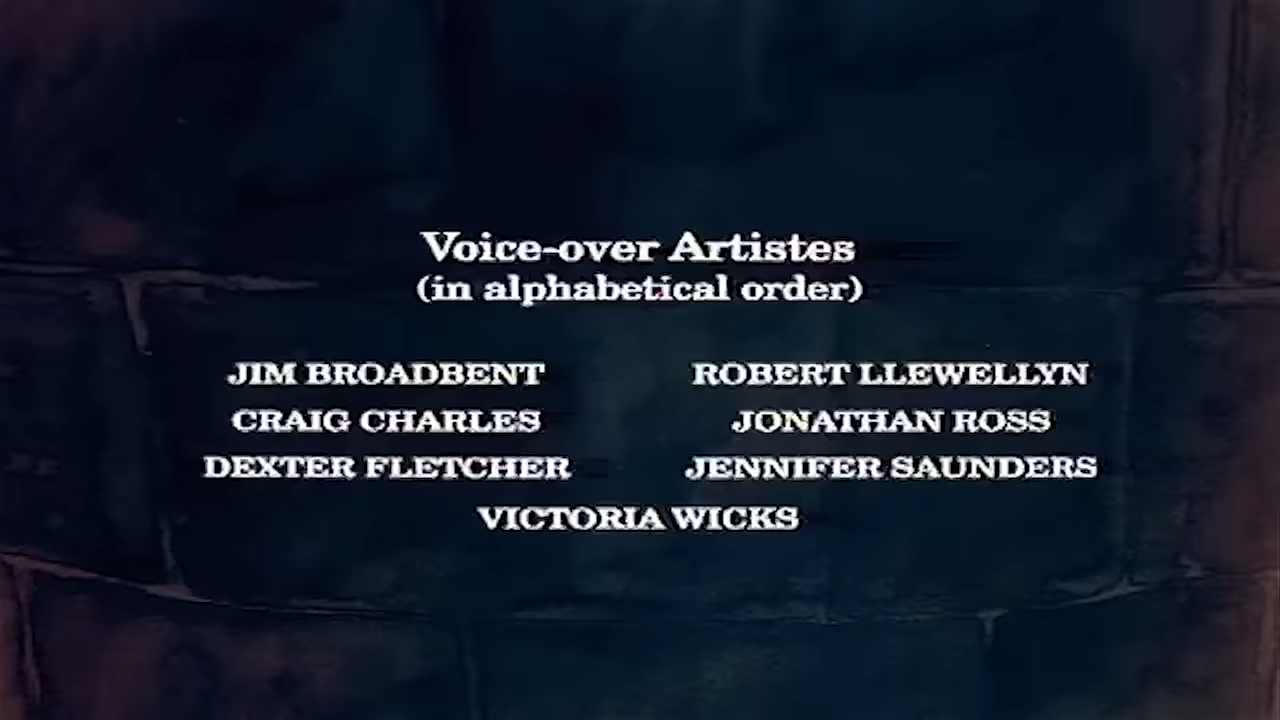 Voice-over Artistes
(in alphabetical order)
JIM BROADBENT
CRAIG CHARLES
DEXTER FLETCHER
ROBERT LLEWELLYN
JONATHAN ROSS
JENNIFER SAUNDERS
VICTORIA WICKS